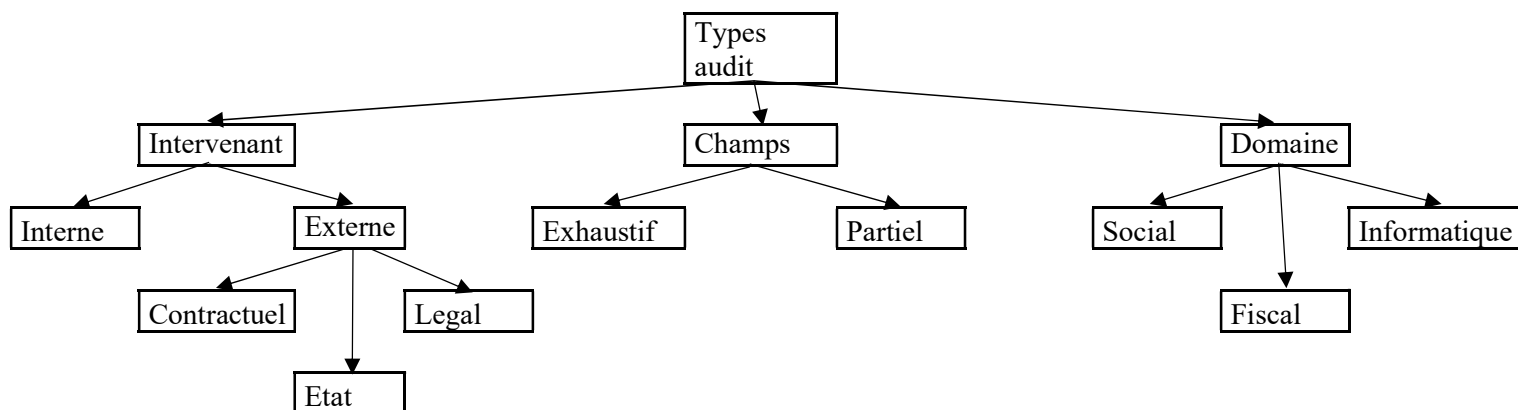 Types
audit
Intervenant
Champs
Domaine
Interne
Externe
Exhaustif
Partiel
Social
Informatique
Contractuel
Legal
Fiscal
Etat